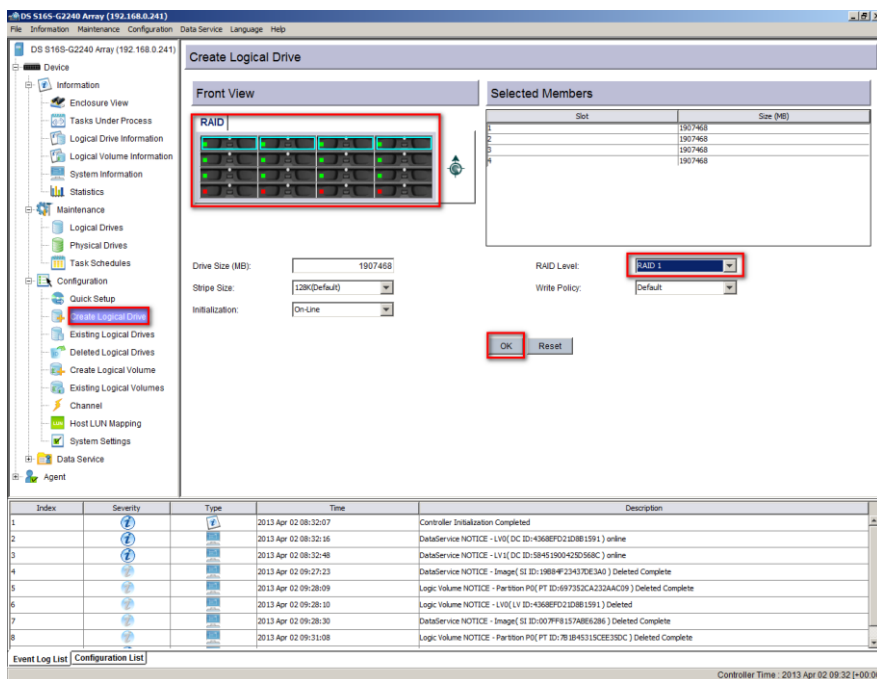 DS S16S-G2240 Array (192.168.0.241)
File Information Maintenance Configuration Data Service Language Help
DS S16S-G2240 Array (192.168.0.241)
Device
Information
Enclosure View
Tasks Under Process
Logical Drive Information
Logical Volume Information
System Information
Statistics
Maintenance
Logical Drives
Physical Drives
Task Schedules
Configuration
Quick Setup
Create Logical Drive
Existing Logical Drives
Deleted Logical Drives
Create Logical Volume
Existing Logical Volumes
Channel
LUN Host LUN Mapping
System Settings
Data Service
Agent
Create Logical Drive
Front View
RAID
Selected Members
Slot Size (MB)
1 1907468
2 1907468
3 1907468
4 1907468
Drive Size (MB): 1907468
Stripe Size: 128K(Default)
Initialization: On-Line
RAID Level: RAID 1
Write Policy: Default
OK Reset
Index Severity Type Time Description
1 2013 Apr 02 08:32:07 Controller Initialization Completed
2 2013 Apr 02 08:32:16 DataService NOTICE - LV0( DC ID:4368EFD21D8B1591 ) online
3 2013 Apr 02 08:32:48 DataService NOTICE - LV1( DC ID:58451900425D568C ) online
4 2013 Apr 02 09:27:23 DataService NOTICE - Image( SI ID:19B84F23437DE3A0 ) Deleted Complete
5 2013 Apr 02 09:28:09 Logic Volume NOTICE - Partition P0( PT ID:697352CA232AAC09 ) Deleted Complete
6 2013 Apr 02 09:28:10 Logic Volume NOTICE - LV0( LV ID:4368EFD21D8B1591 ) Deleted
7 2013 Apr 02 09:28:30 DataService NOTICE - Image( SI ID:007FF8157ABE6286 ) Deleted Complete
8 2013 Apr 02 09:31:08 Logic Volume NOTICE - Partition P0( PT ID:7B1B45315CEE35DC ) Deleted Complete
Event Log List Configuration List
Controller Time : 2013 Apr 02 09:32 [+00:00